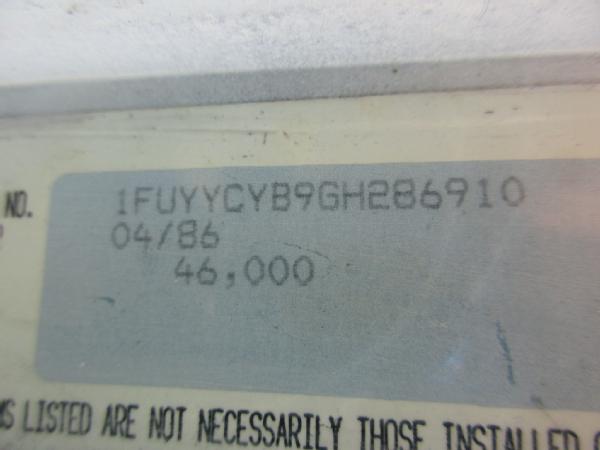 NO. 1FUYYCYB9GH286910
04/86
46,000
LISTED ARE NOT NECESSARILY THOSE INSTALLED